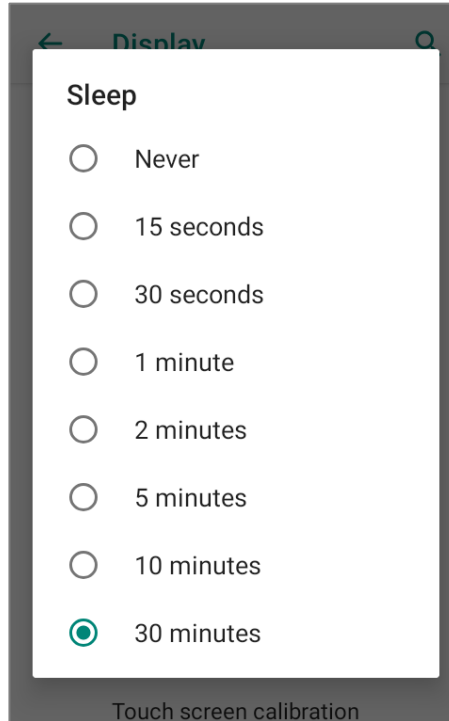 Display
Sleep
Never
15 seconds
30 seconds
1 minute
2 minutes
5 minutes
10 minutes
30 minutes
Touch screen calibration